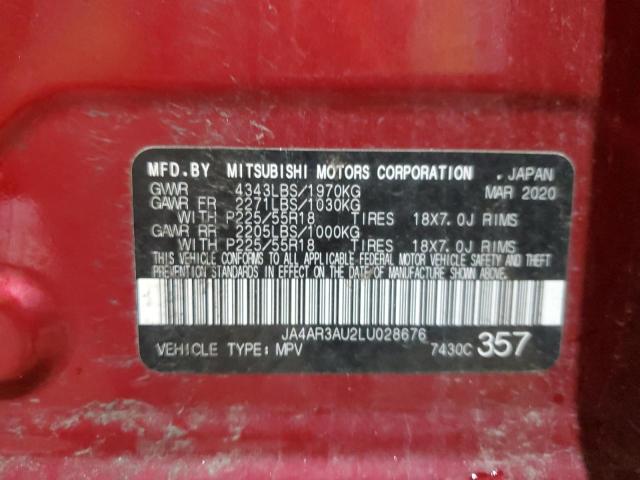 MFD.BY MITSUBISHI MOTORS CORPORATION , JAPAN
GVWR 4343LBS/1970KG MAR 2020
GAWR FR 2271LBS/1030KG
WITH P225/55R18 TIRES 18X7.0J RIMS
GAWR RR 2205LBS/1000KG
WITH P225/55R18 TIRES 18X7.0J RIMS
THIS VEHICLE CONFORMS TO ALL APPLICABLE FEDERAL MOTOR VEHICLE SAFETY AND THEFT
PREVENTION STANDARDS IN EFFECT ON THE DATE OF MANUFACTURE SHOWN ABOVE.
JA4AR3AU2LU028676
VEHICLE TYPE: MPV 7430C 357